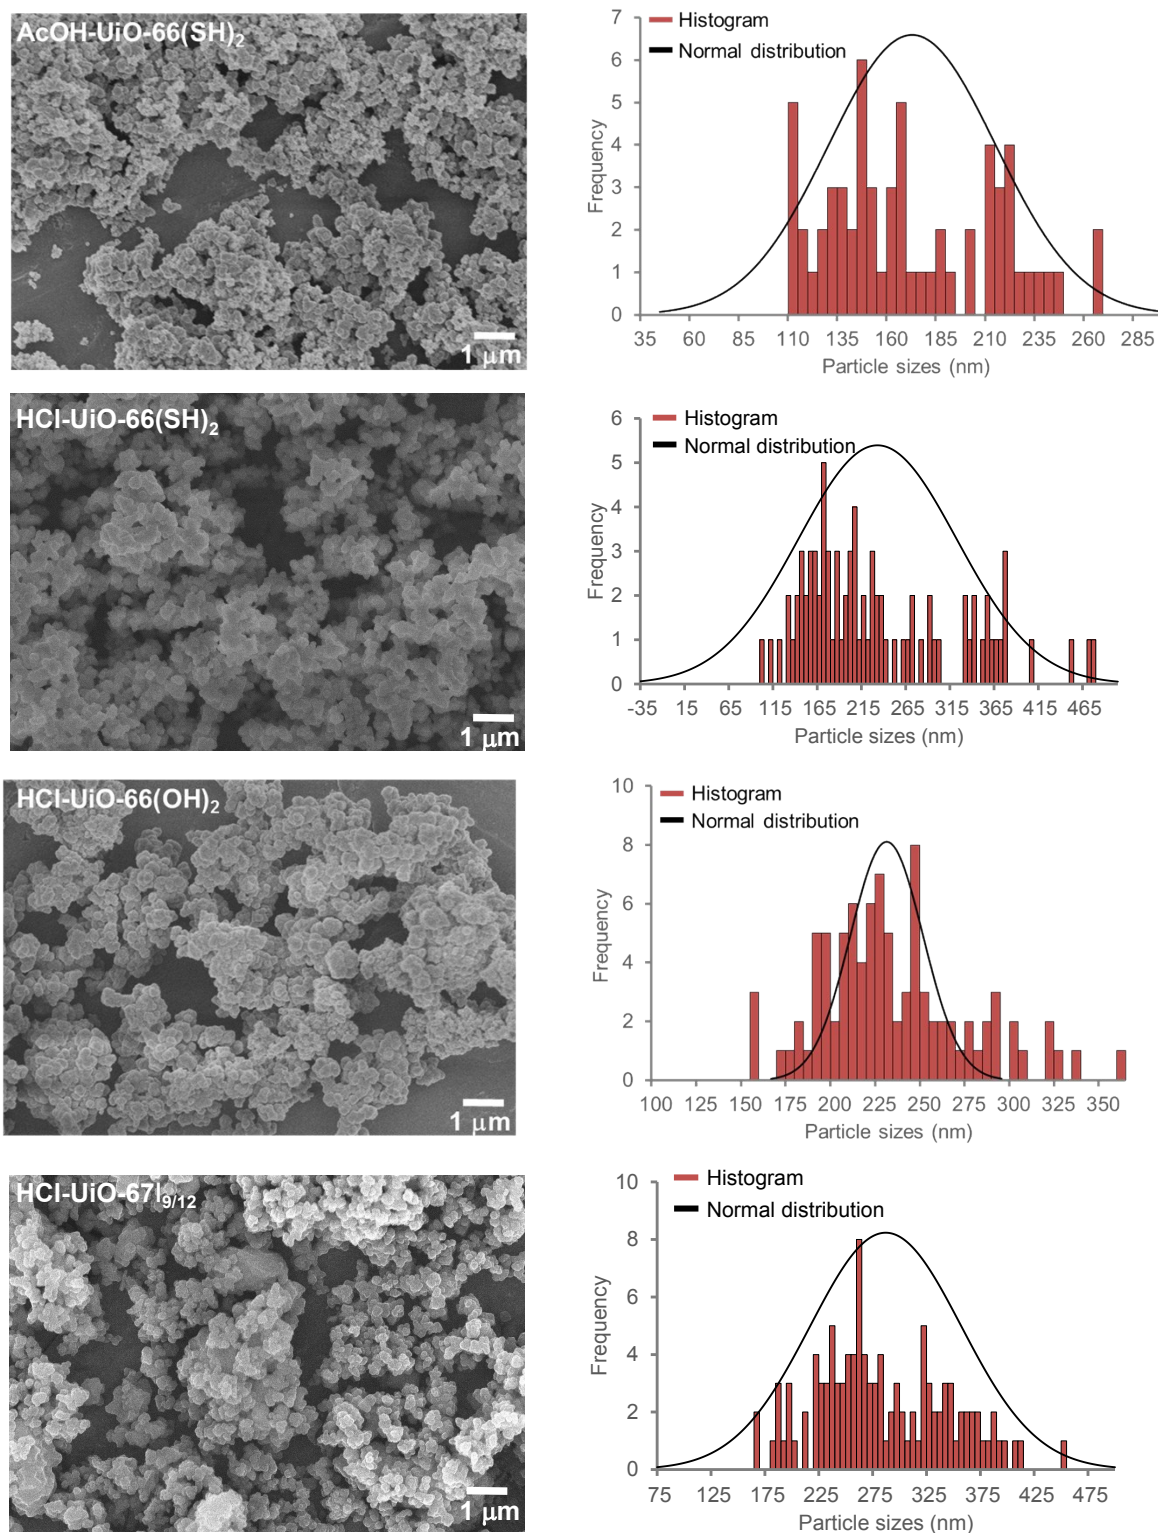 AcOH-UiO-66(SH)2
1 μm
Histogram
Normal distribution
7
6
5
4
3
2
1
0
Frequency
35 60 85 110 135 160 185 210 235 260 285
Particle sizes (nm)
HCl-UiO-66(SH)2
1 μm
Histogram
Normal distribution
6
5
4
3
2
1
0
Frequency
-35 15 65 115 165 215 265 315 365 415 465
Particle sizes (nm)
HCl-UiO-66(OH)2
1 μm
Histogram
Normal distribution
10
8
6
4
2
0
Frequency
100 125 150 175 200 225 250 275 300 325 350
Particle sizes (nm)
HCl-UiO-67I9/12
1 μm
Histogram
Normal distribution
10
8
6
4
2
0
Frequency
75 125 175 225 275 325 375 425 475
Particle sizes (nm)